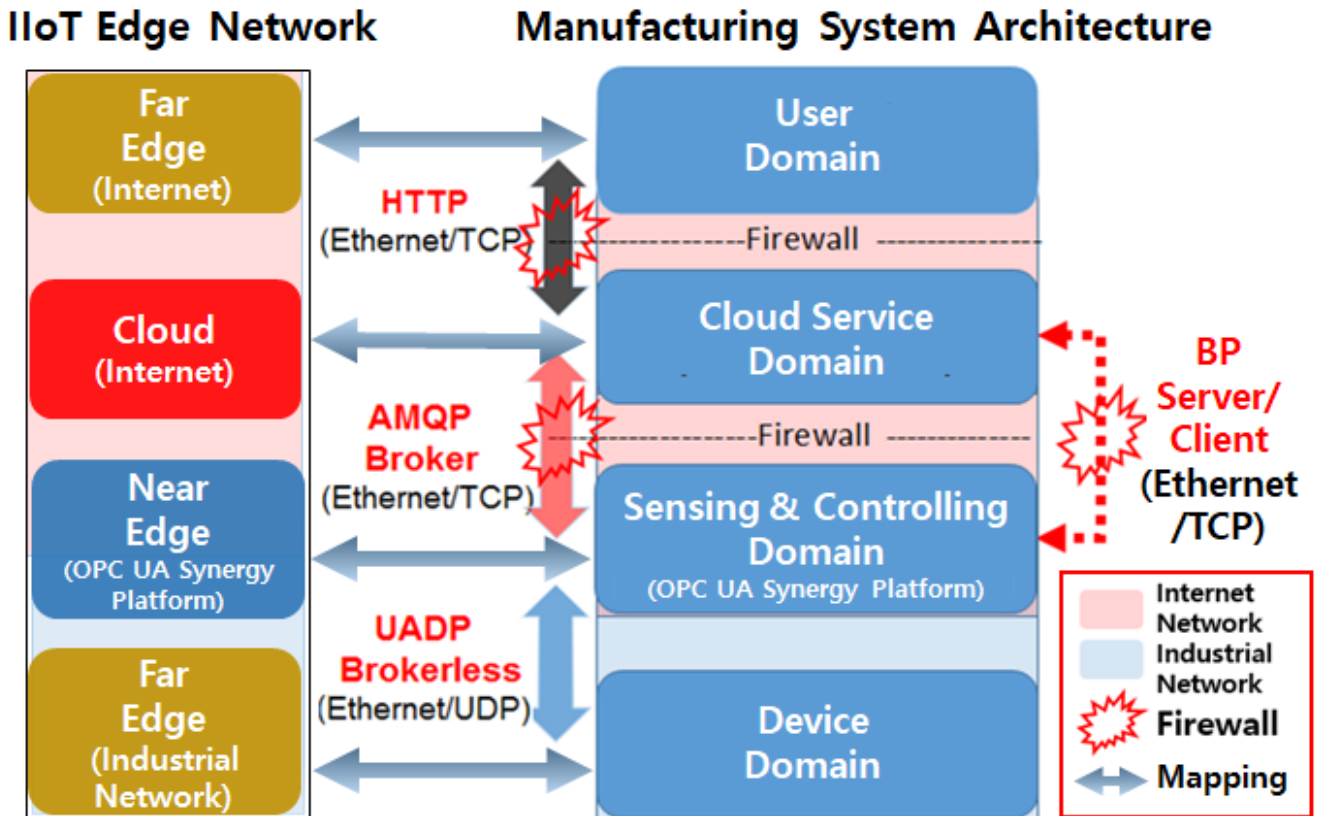 IIoT Edge Network
Manufacturing System Architecture
Far
Edge
(Internet)
User
Domain
HTTP
(Ethernet/TCP)
Firewall
Cloud
(Internet)
Cloud Service
Domain
BP
Server/
Client
(Ethernet
/TCP)
AMQP
Broker
(Ethernet/TCP)
Firewall
Near
Edge
(OPC UA Synergy
Platform)
Sensing & Controlling
Domain
(OPC UA Synergy Platform)
UADP
Brokerless
(Ethernet/UDP)
Far
Edge
(Industrial
Network)
Device
Domain
Internet
Network
Industrial
Network
Firewall
Mapping